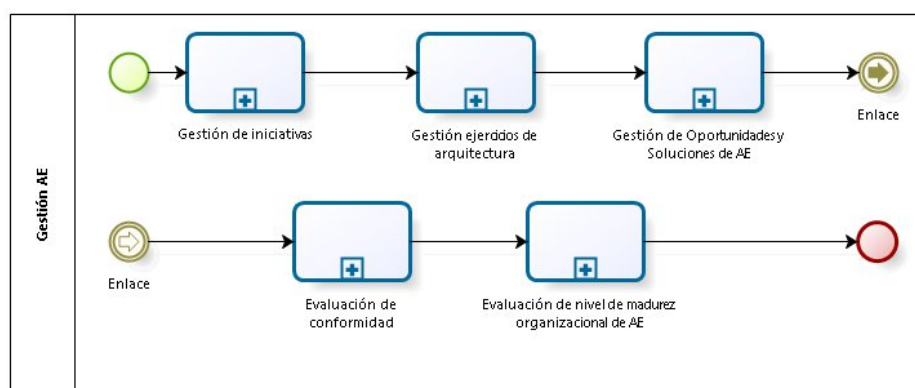 Gestión AE
Gestión de iniciativas
Gestión ejercicios de
arquitectura
Gestión de Oportunidades y
Soluciones de AE
Enlace
Enlace
Evaluación de
conformidad
Evaluación de nivel de madurez
organizacional de AE